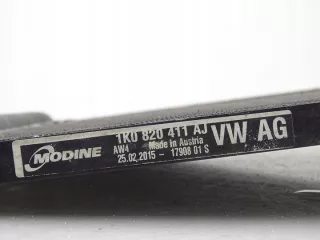 1K0 820 411 AJ VW AG
MODINE AW4 Made in Austria
25.02.2015 - 17908 01 S